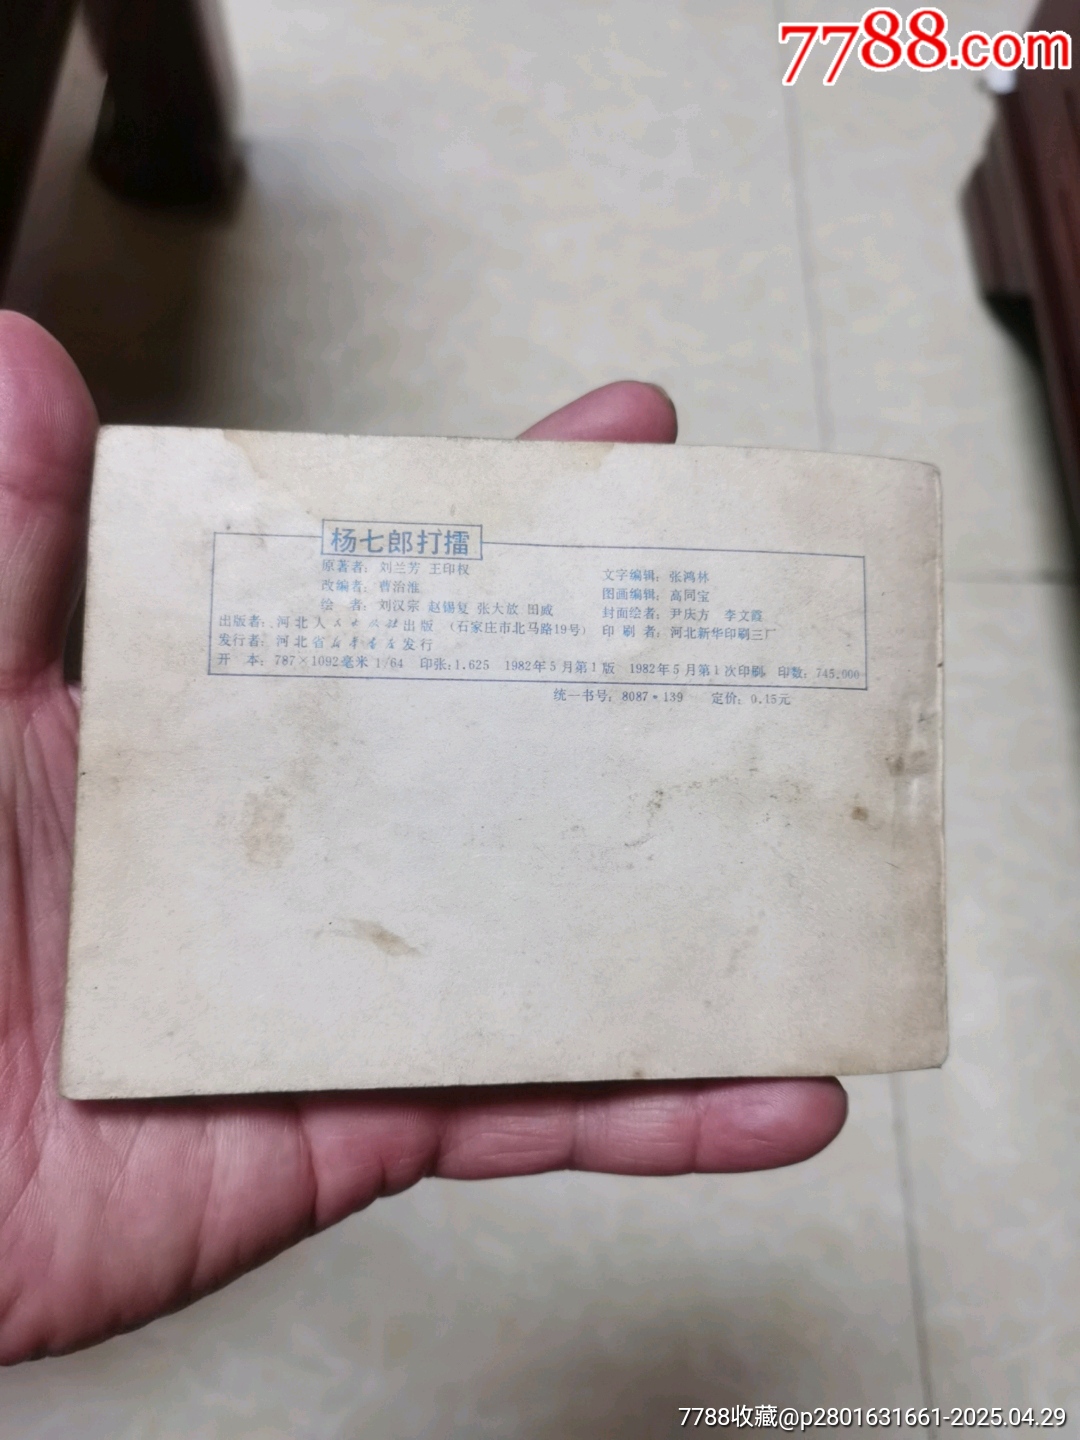 7788.com
杨七郎打擂
原著者：刘兰芳 王印权
改编者：曹治淮
绘 者：刘汉宗 赵锡复 张大放 田威
文字编辑：张鸿林
图画编辑：高同宝
封面绘者：尹庆方 李文霞
出版者：河北人民出版社出版（石家庄市北马路19号）
印刷者：河北新华印刷三厂
发行者：河北省新华书店发行
开 本：787×1092毫米 1/64 印张：1.625 1982年5月第1版 1982年5月第1次印刷 印数：745,000
统一书号：8087·139 定价：0.15元
7788收藏@p2801631661-2025.04.29